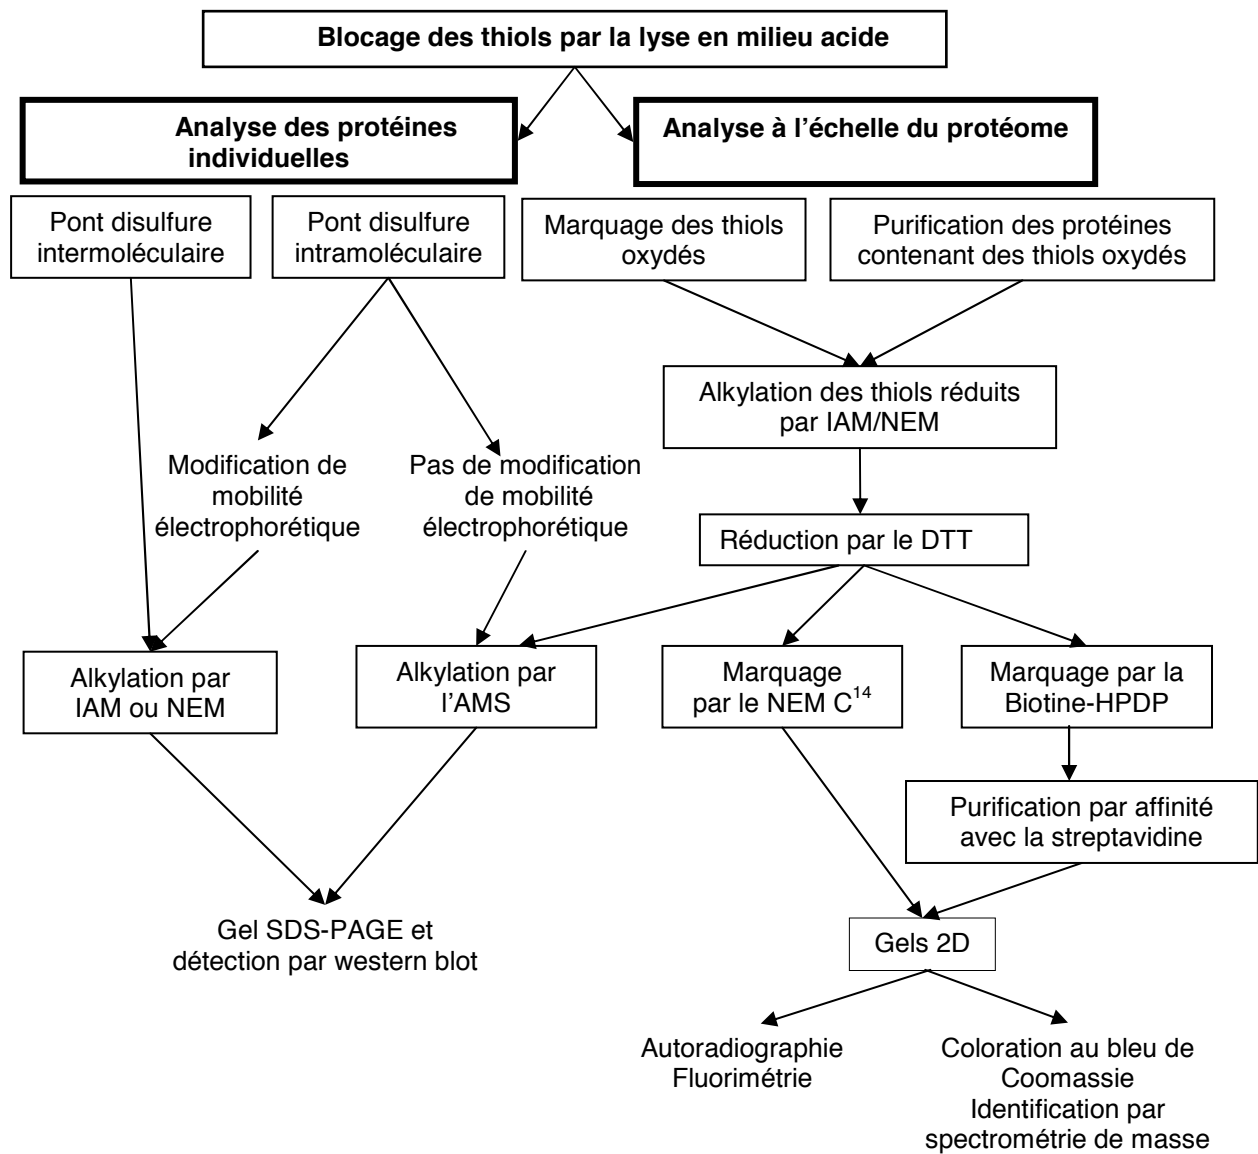 Blocage des thiols par la lyse en milieu acide
Analyse des protéines
individuelles
Analyse à l'échelle du protéome
Pont disulfure
intermoléculaire
Pont disulfure
intramoléculaire
Marquage des thiols
oxydés
Purification des protéines
contenant des thiols oxydés
Alkylation des thiols réduits
par IAM/NEM
Modification de
mobilité
électrophorétique
Pas de modification
de mobilité
électrophorétique
Réduction par le DTT
Alkylation par
IAM ou NEM
Alkylation par
l'AMS
Marquage
par le NEM C¹⁴
Marquage par la
Biotine-HPDP
Purification par affinité
avec la streptavidine
Gel SDS-PAGE et
détection par western blot
Gels 2D
Autoradiographie
Fluorimétrie
Coloration au bleu de
Coomassie
Identification par
spectrométrie de masse